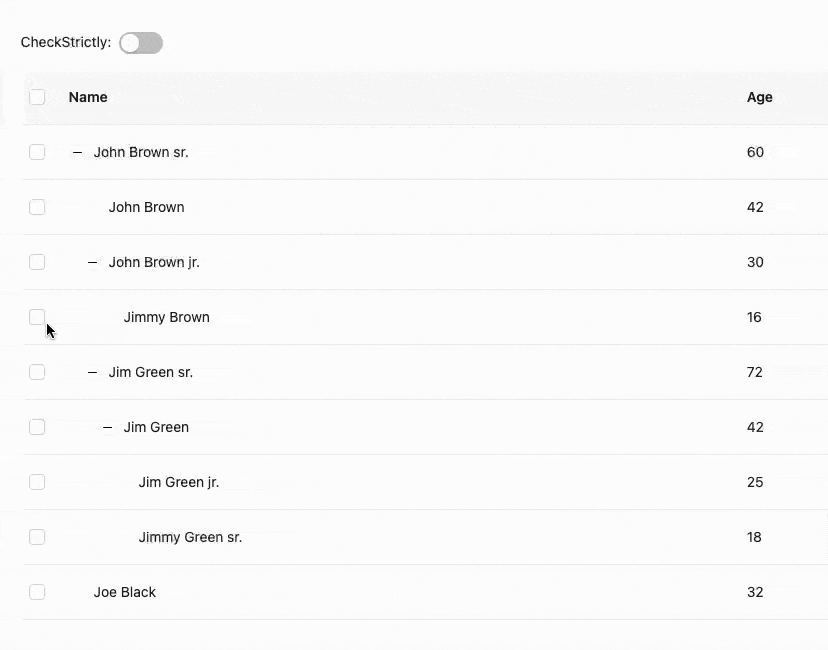 CheckStrictly:
Name Age
John Brown sr. 60
John Brown 42
John Brown jr. 30
Jimmy Brown 16
Jim Green sr. 72
Jim Green 42
Jim Green jr. 25
Jimmy Green sr. 18
Joe Black 32